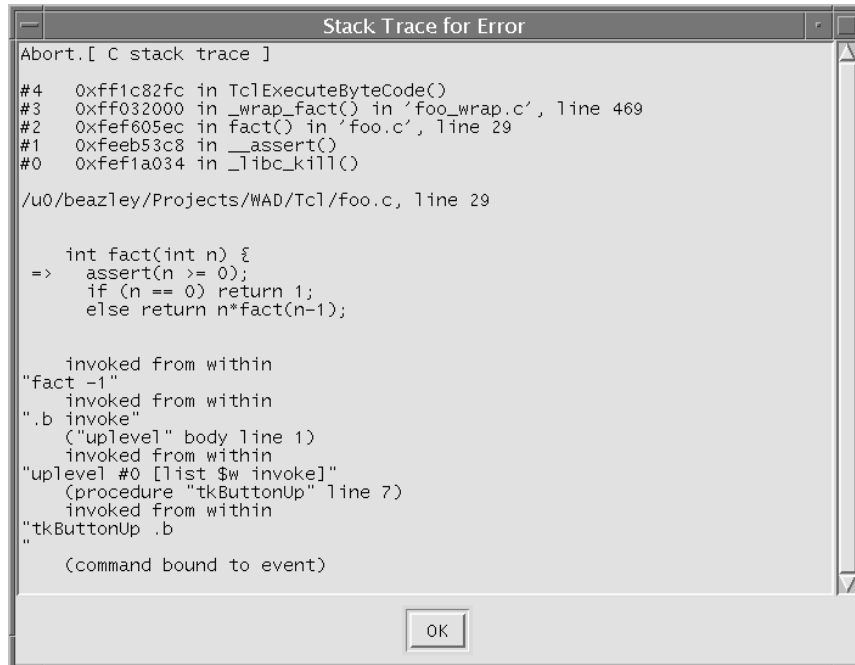 Stack Trace for Error
Abort.[ C stack trace ]
#4   0xff1c82fc in TclExecuteByteCode()
#3   0xff032000 in _wrap_fact() in 'foo_wrap.c', line 469
#2   0xfef605ec in fact() in 'foo.c', line 29
#1   0xfeeb53c8 in __assert()
#0   0xfef1a034 in _libc_kill()
/u0/beazley/Projects/WAD/Tcl/foo.c, line 29
    int fact(int n) {
 =>   assert(n >= 0);
      if (n == 0) return 1;
      else return n*fact(n-1);
    invoked from within
"fact -1"
    invoked from within
".b invoke"
    ("uplevel" body line 1)
    invoked from within
"uplevel #0 [list $w invoke]"
    (procedure "tkButtonUp" line 7)
    invoked from within
"tkButtonUp .b
"
    (command bound to event)
OK